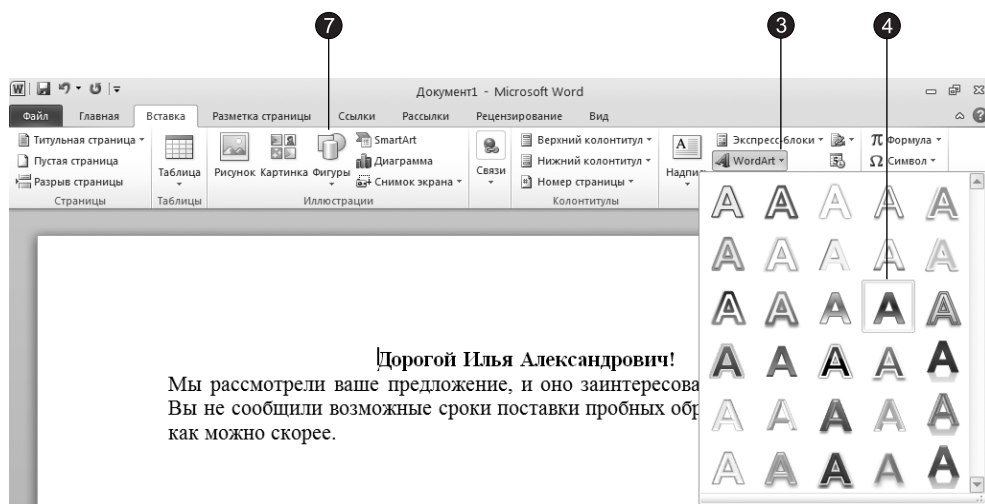 7 3 4
Документ1 - Microsoft Word
Файл Главная Вставка Разметка страницы Ссылки Рассылки Рецензирование Вид
Титульная страница
Пустая страница
Разрыв страницы
Страницы
Таблица
Таблицы
Рисунок Картинка Фигуры
SmartArt
Диаграмма
Снимок экрана
Иллюстрации
Связи
Верхний колонтитул
Нижний колонтитул
Номер страницы
Колонтитулы
Экспресс-блоки
WordArt
Формула
Символ
Дорогой Илья Александрович!
Мы рассмотрели ваше предложение, и оно
Вы не сообщили возможные сроки поставки пробных
как можно скорее.